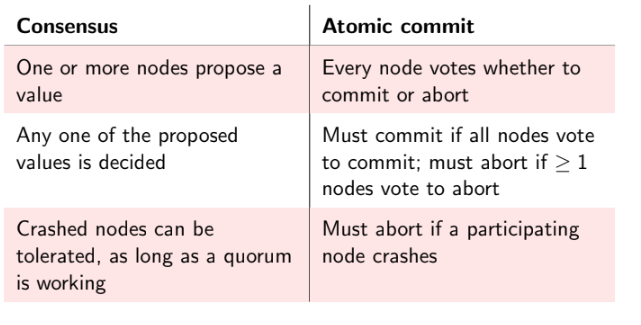 Consensus
Atomic commit
One or more nodes propose a
value
Every node votes whether to
commit or abort
Any one of the proposed
values is decided
Must commit if all nodes vote
to commit; must abort if ≥ 1
nodes vote to abort
Crashed nodes can be
tolerated, as long as a quorum
is working
Must abort if a participating
node crashes